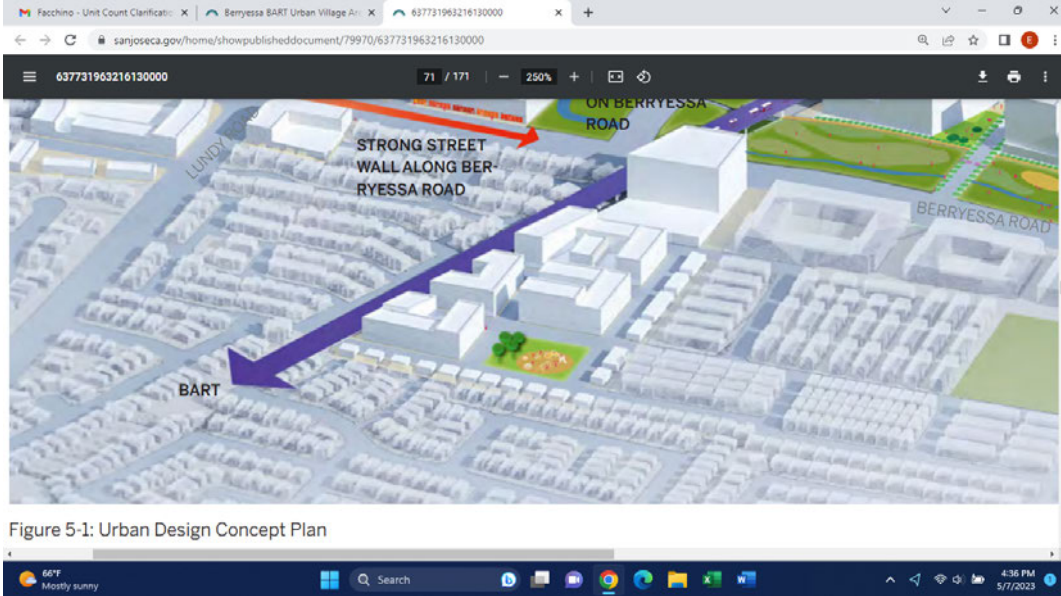 Facchino - Unit Count Clarificatic
Berryessa BART Urban Village Are
637731963216130000
sanjoseca.gov/home/showpublisheddocument/79970/637731963216130000
E
637731963216130000
71 / 171
250%
ON BERRYESSA
ROAD
LUNDY ROAD
STRONG STREET
WALL ALONG BER-
RYESSA ROAD
BERRYESSA ROAD
BART
Figure 5-1: Urban Design Concept Plan
66°F
Mostly sunny
Search
4:36 PM
5/7/2023